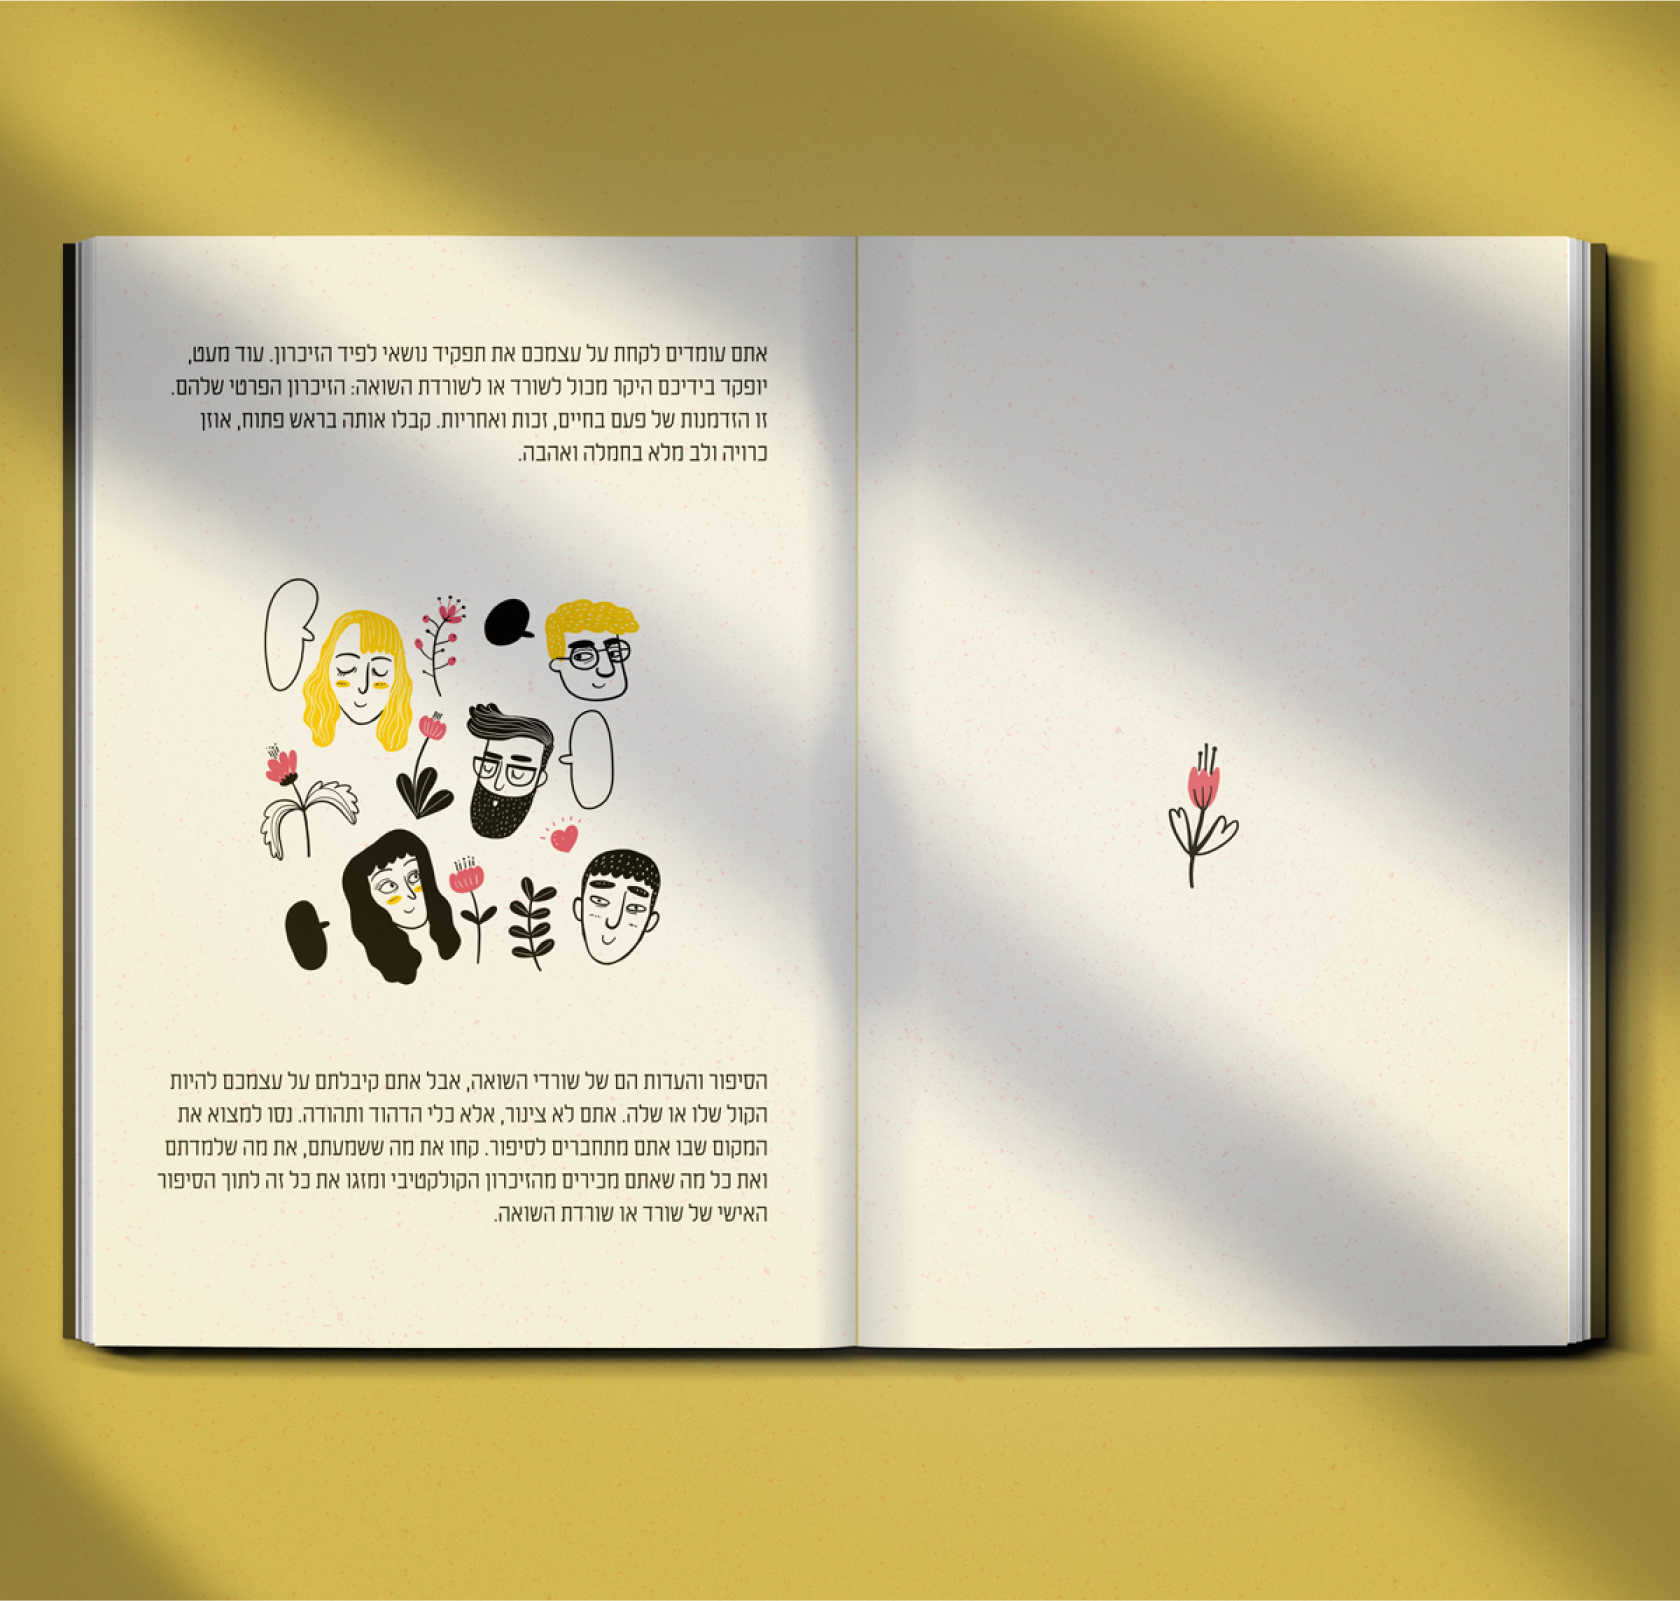 אתם עומדים לקחת על עצמכם את תפקיד נושאי לפיד הזיכרון. עוד מעט,
יופקד בידיכם היקר מכול לשורד או לשורדת השואה: הזיכרון הפרטי שלהם.
זו הזדמנות של פעם בחיים, זכות ואחריות. קבלו אותה בראש פתוח, אוזן
כרויה ולב מלא בחמלה ואהבה.
הסיפור והעדות הם של שורדי השואה, אבל אתם קיבלתם על עצמכם להיות
הקול שלו או שלה. אתם לא צינור, אלא כלי הדהוד ותהודה. נסו למצוא את
המקום שבו אתם מתחברים לסיפור. קחו את מה ששמעתם, את מה שלמדתם
ואת כל מה שאתם מכירים מהזיכרון הקולקטיבי ומזגו את כל זה לתוך הסיפור
האישי של שורד או שורדת השואה.